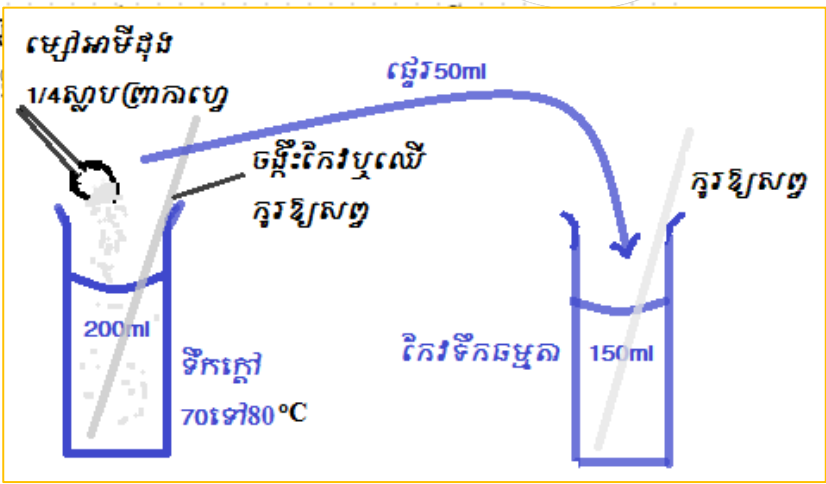 ម្សៅអាមីដុង
1/4ស្លាបព្រាកាហ្វេ
ផ្ទេរ50ml
ចង្កឹះកែវឬឈើ
កូរឱ្យសព្វ
កូរឱ្យសព្វ
200ml
ទឹកក្ដៅ
70ទៅ80°C
កែវទឹកធម្មតា
150ml